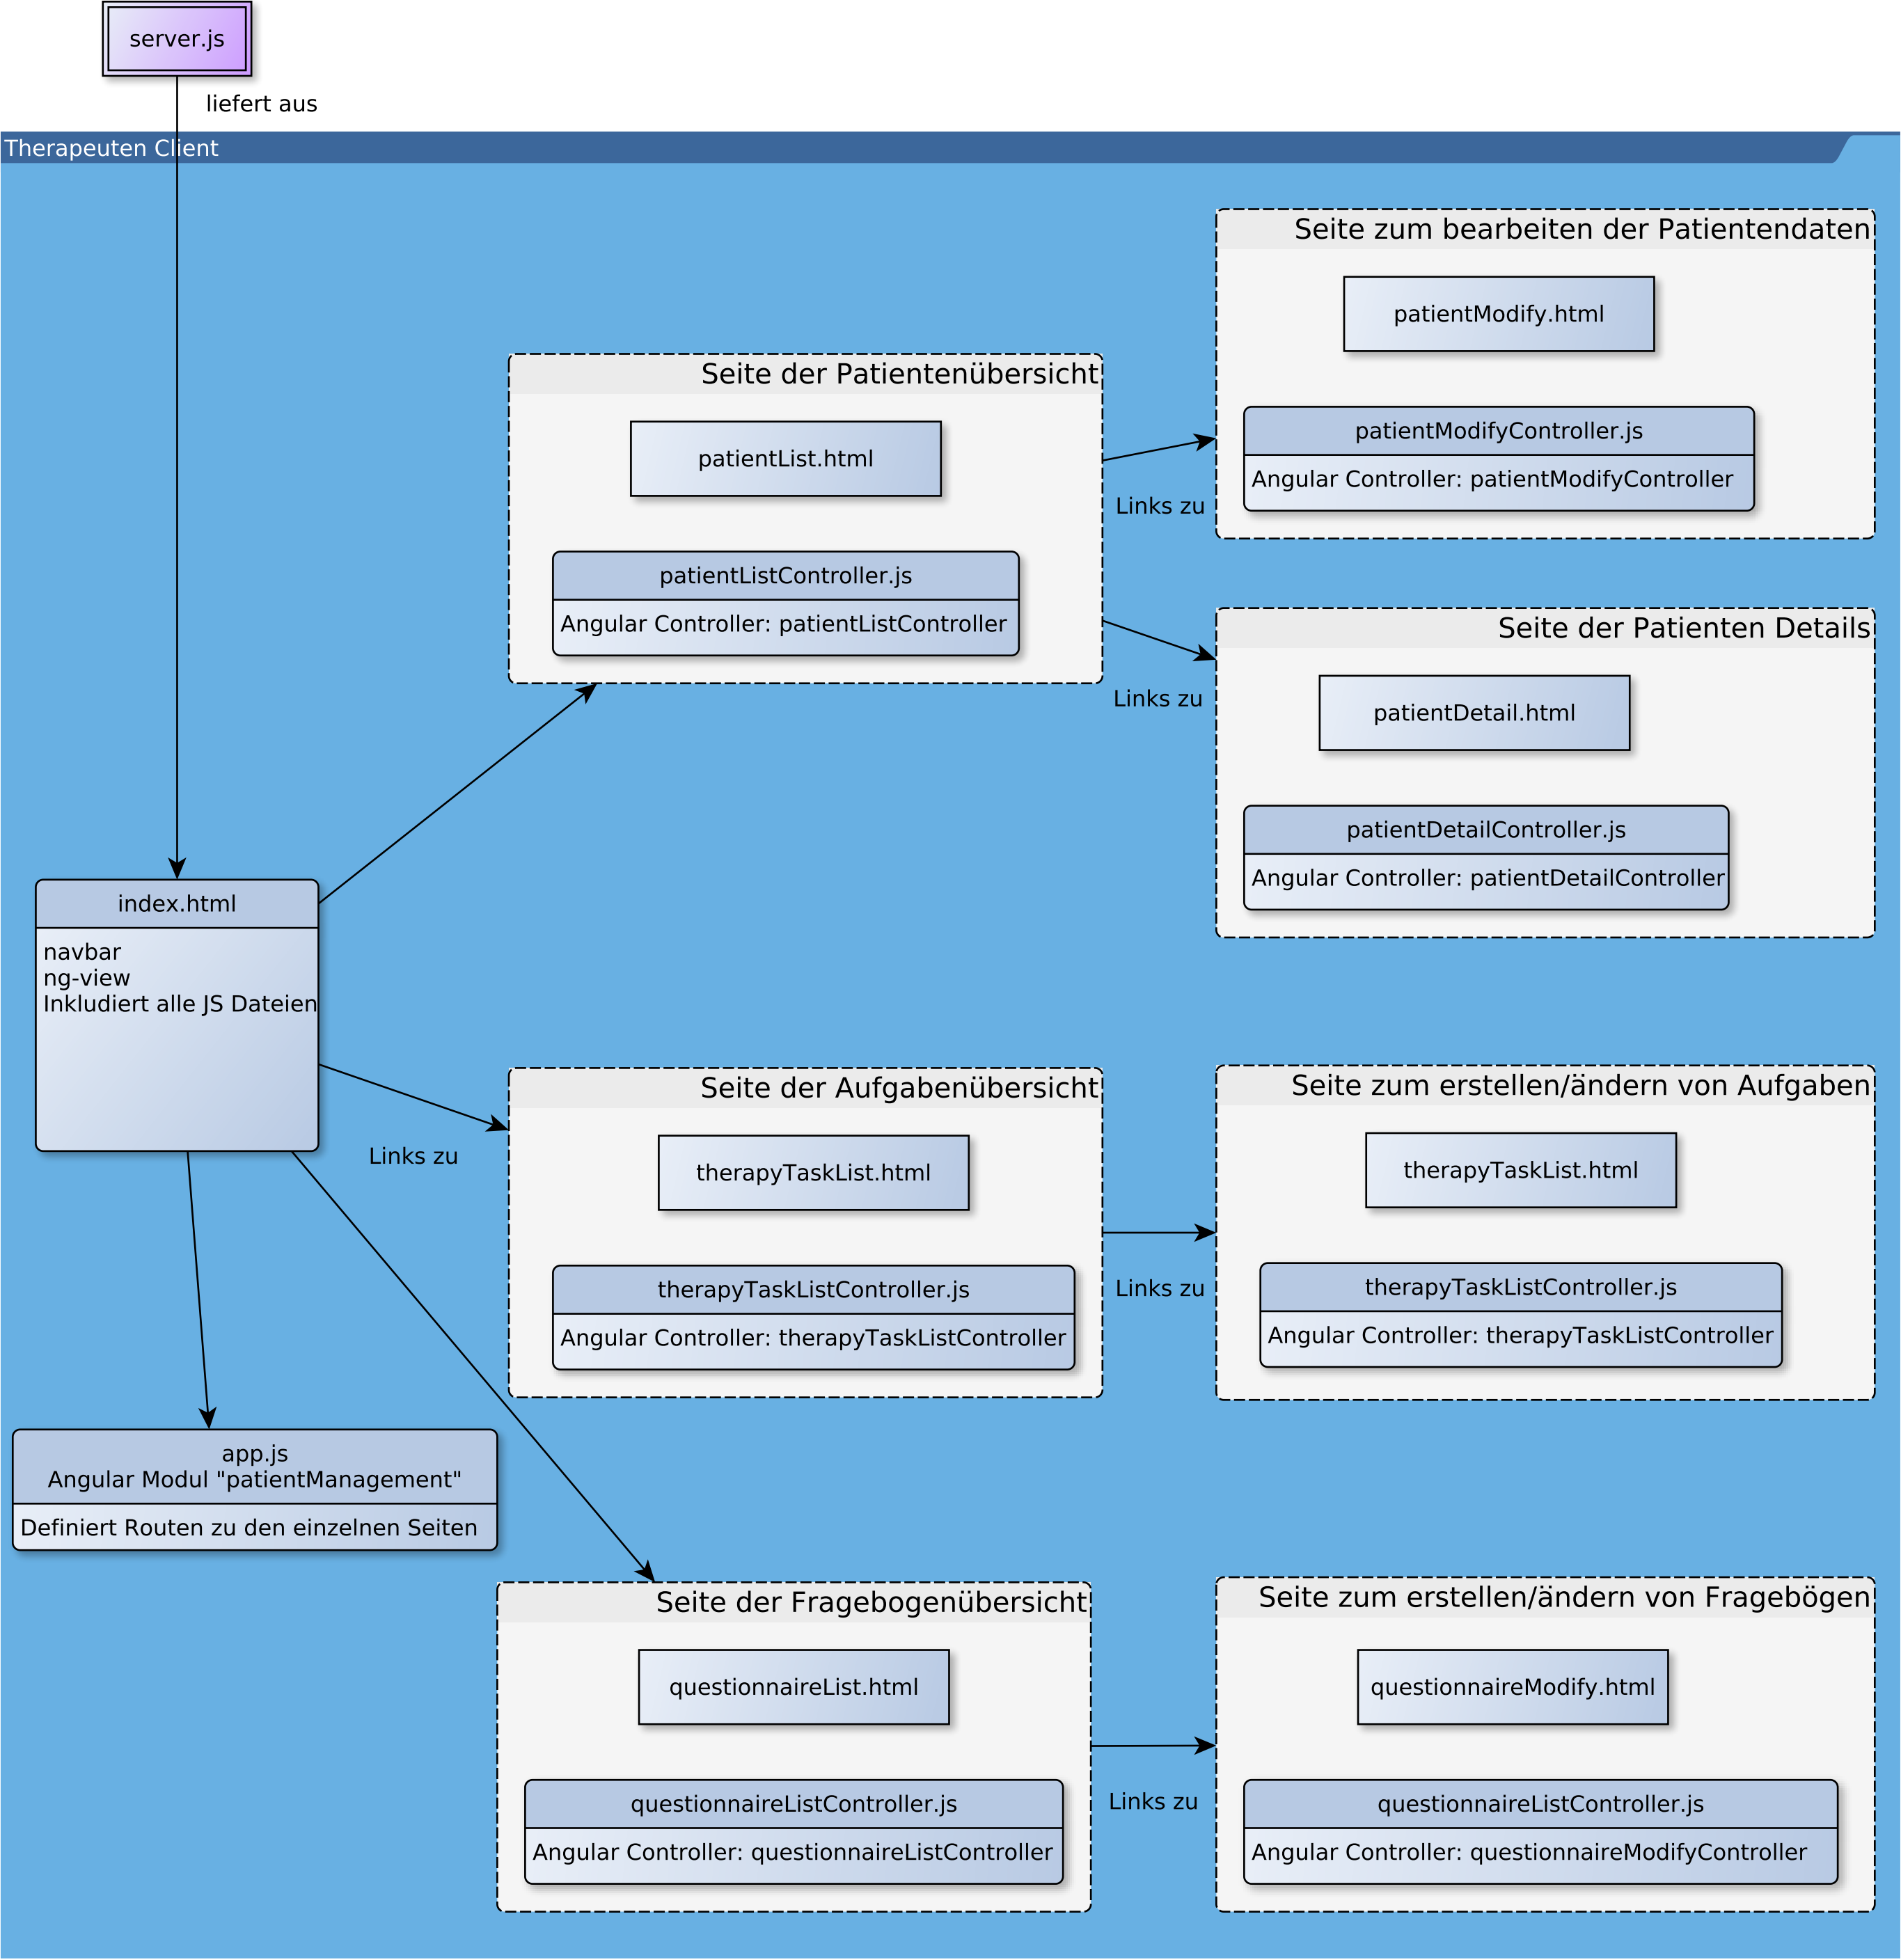 server.js
liefert aus
Therapeuten Client
Seite zum bearbeiten der Patientendaten
patientModify.html
patientModifyController.js
Angular Controller: patientModifyController
Seite der Patientenübersicht
patientList.html
patientListController.js
Angular Controller: patientListController
Links zu
Links zu
Seite der Patienten Details
patientDetail.html
patientDetailController.js
Angular Controller: patientDetailController
index.html
navbar
ng-view
Inkludiert alle JS Dateien
Links zu
Seite der Aufgabenübersicht
therapyTaskList.html
therapyTaskListController.js
Angular Controller: therapyTaskListController
Links zu
Seite zum erstellen/ändern von Aufgaben
therapyTaskList.html
therapyTaskListController.js
Angular Controller: therapyTaskListController
app.js
Angular Modul "patientManagement"
Definiert Routen zu den einzelnen Seiten
Seite der Fragebogenübersicht
questionnaireList.html
questionnaireListController.js
Angular Controller: questionnaireListController
Links zu
Seite zum erstellen/ändern von Fragebögen
questionnaireModify.html
questionnaireListController.js
Angular Controller: questionnaireModifyController